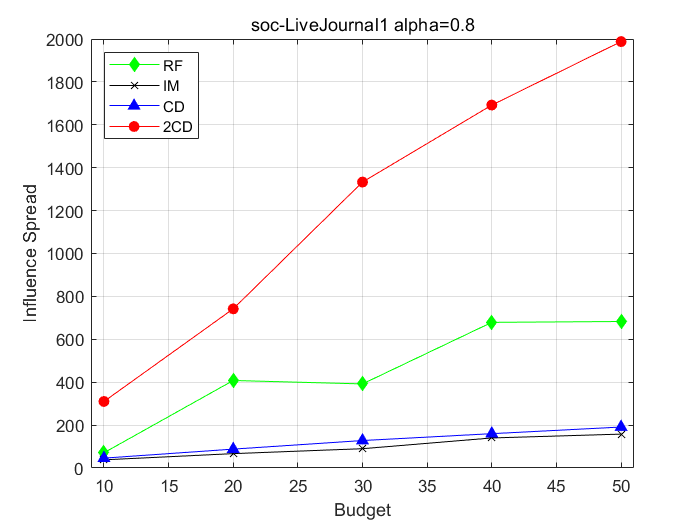 soc-LiveJournal1 alpha=0.8
2000
1800
1600
1400
1200
1000
800
600
400
200
0
Influence Spread
RF
IM
CD
2CD
10 15 20 25 30 35 40 45 50
Budget